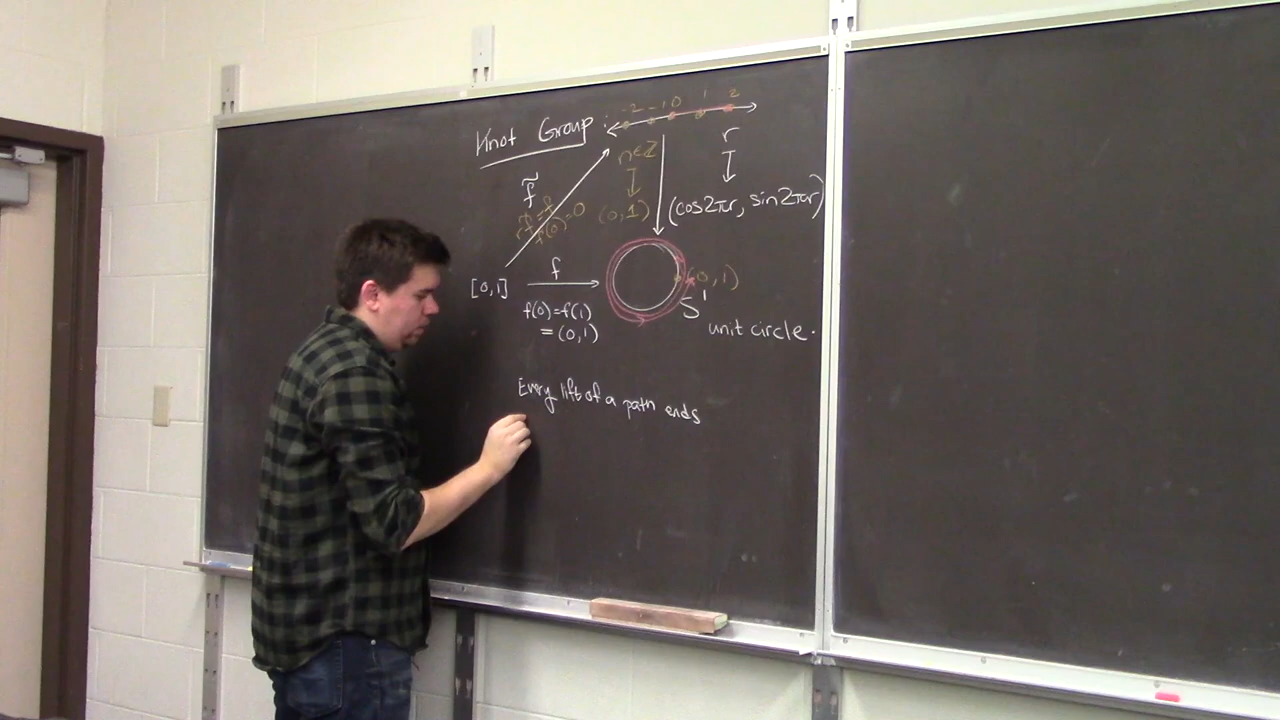 Knot Group:
-2 -1 0 1 2
n∈ℤ
↦
(0,1)
r
↦
(cos2πr, sin2πr)
f̃
f̃(0)=0
[0,1]
f
f(0)=f(1)
=(0,1)
(0,1)
S¹
unit circle.
Every lift of a path ends